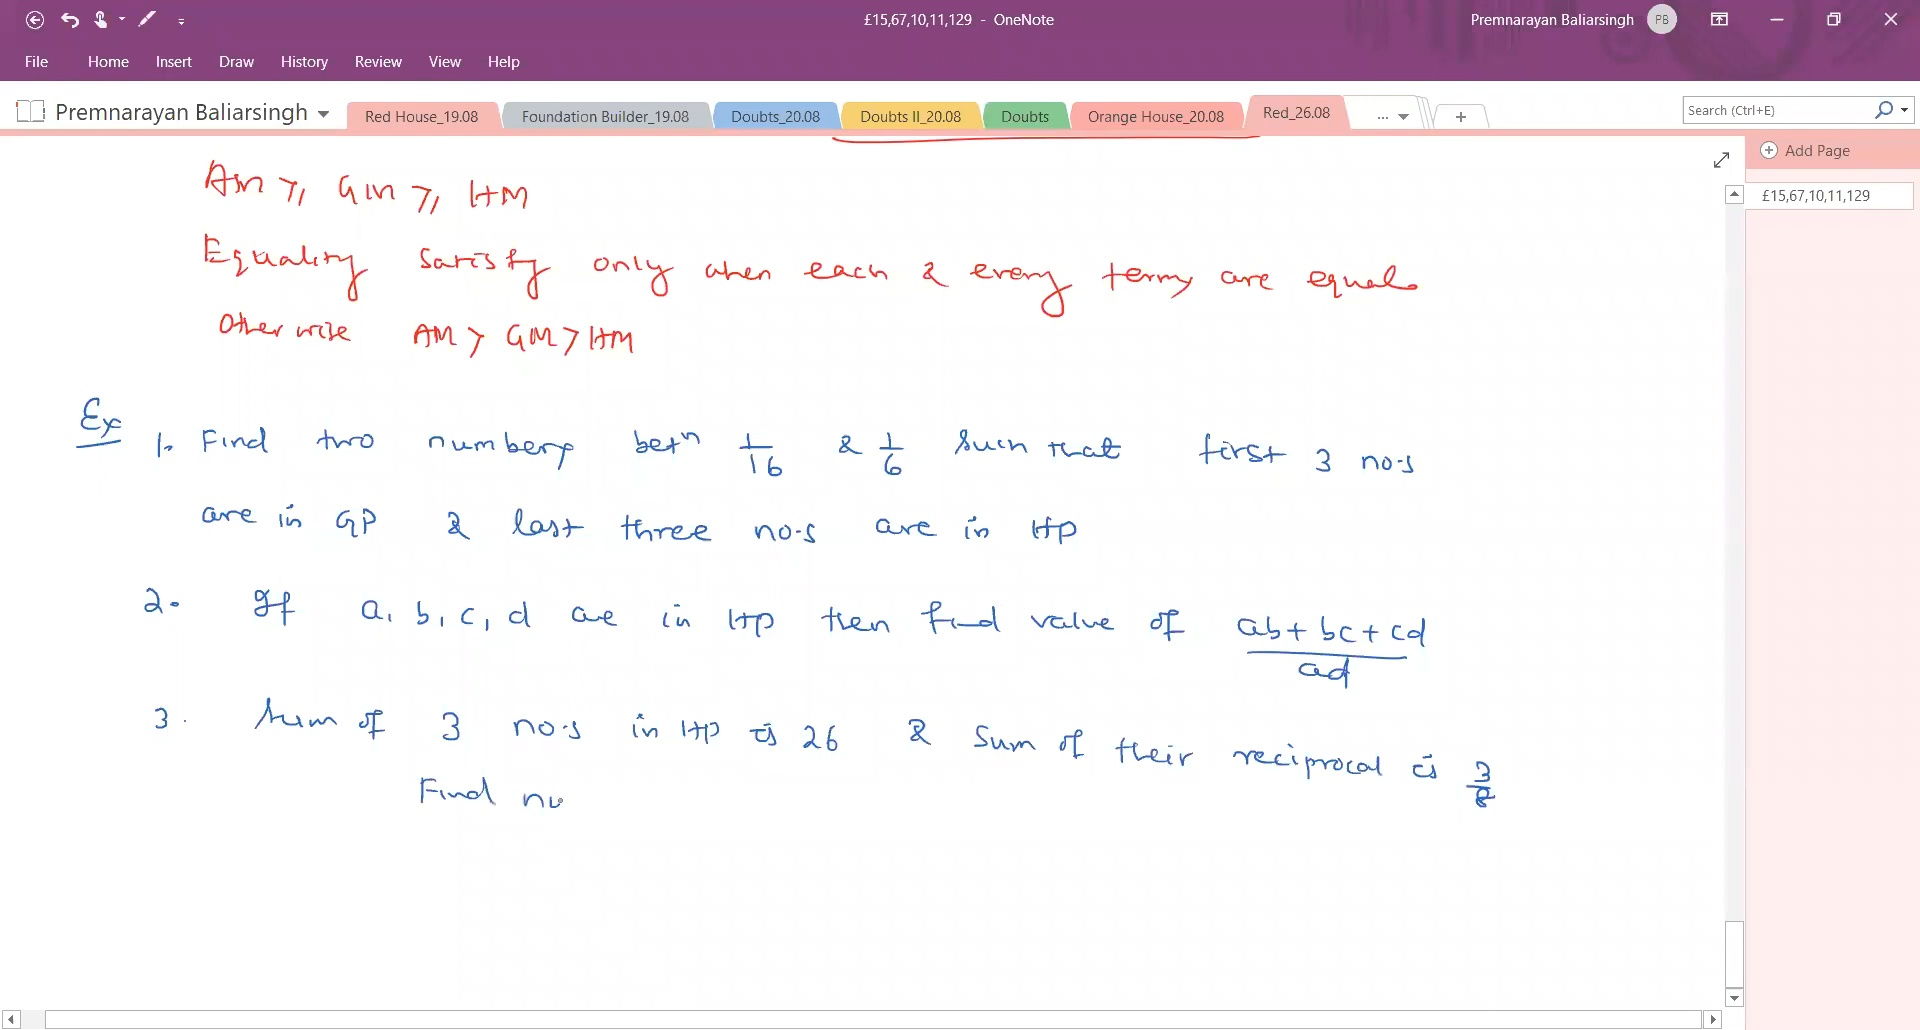 £15,67,10,11,129 - OneNote
Premnarayan Baliarsingh PB
File Home Insert Draw History Review View Help
Premnarayan Baliarsingh
Red House_19.08 Foundation Builder_19.08 Doubts_20.08 Doubts II_20.08 Doubts Orange House_20.08 Red_26.08 ... +
Search (Ctrl+E)
Add Page
£15,67,10,11,129
AM ≥ GM ≥ HM
Equality satisfy only when each & every terms are equal.
Otherwise AM > GM > HM
Ex
1. Find two numbers betⁿ 1/16 & 1/6 such that first 3 no.s
are in GP & last three no.s are in HP
2. If a, b, c, d are in HP then find value of (ab + bc + cd)/ad
3. Sum of 3 no.s in HP is 26 & sum of their reciprocal is 3/8
Find nu